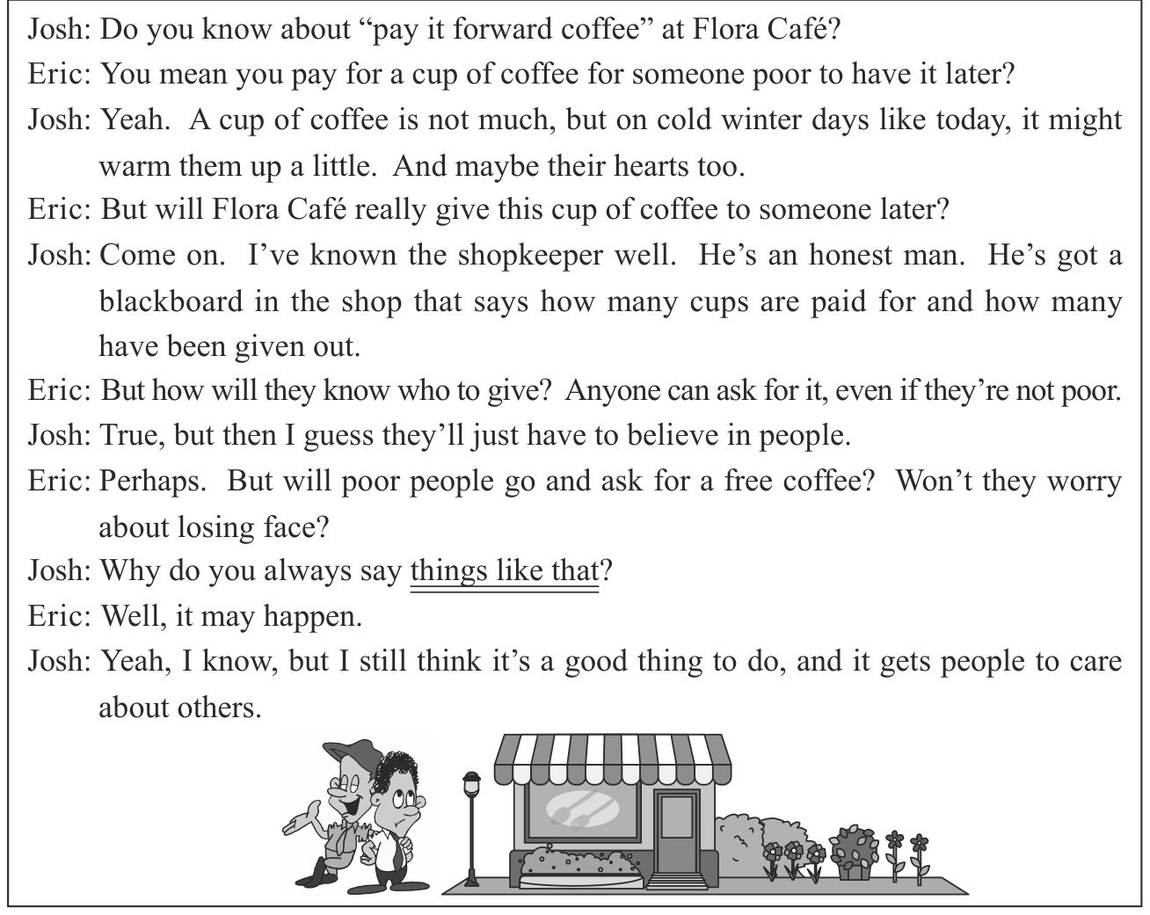 Josh: Do you know about “pay it forward coffee” at Flora Café?
Eric: You mean you pay for a cup of coffee for someone poor to have it later?
Josh: Yeah. A cup of coffee is not much, but on cold winter days like today, it might
warm them up a little. And maybe their hearts too.
Eric: But will Flora Café really give this cup of coffee to someone later?
Josh: Come on. I’ve known the shopkeeper well. He’s an honest man. He’s got a
blackboard in the shop that says how many cups are paid for and how many
have been given out.
Eric: But how will they know who to give? Anyone can ask for it, even if they’re not poor.
Josh: True, but then I guess they’ll just have to believe in people.
Eric: Perhaps. But will poor people go and ask for a free coffee? Won’t they worry
about losing face?
Josh: Why do you always say things like that?
Eric: Well, it may happen.
Josh: Yeah, I know, but I still think it’s a good thing to do, and it gets people to care
about others.